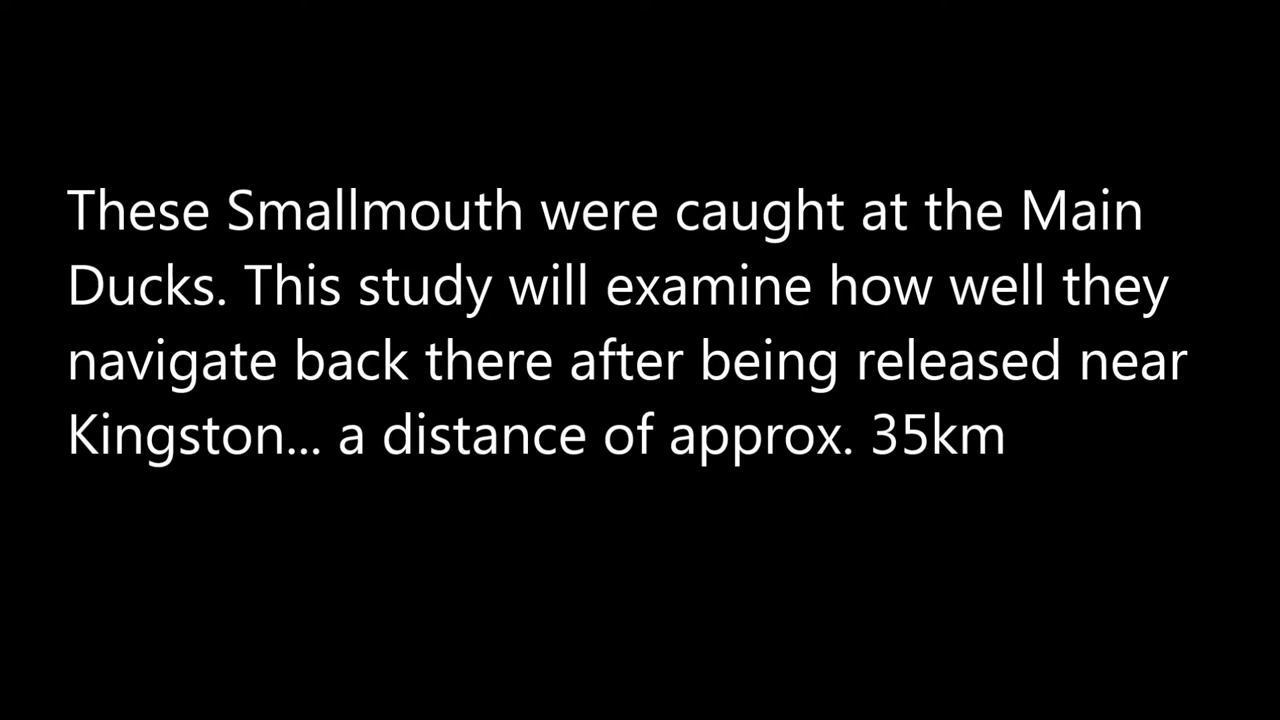 These Smallmouth were caught at the Main
Ducks. This study will examine how well they
navigate back there after being released near
Kingston... a distance of approx. 35km